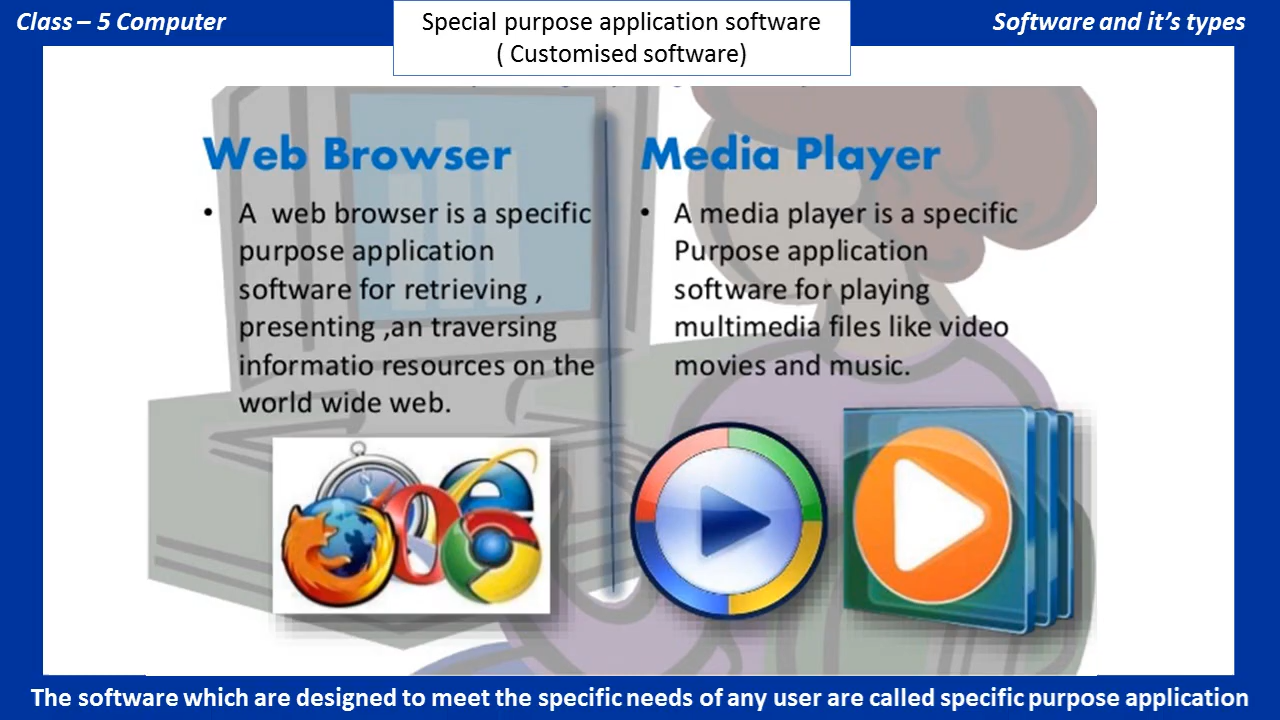 Class – 5 Computer
Special purpose application software
( Customised software)
Software and it's types
Web Browser
• A web browser is a specific
purpose application
software for retrieving ,
presenting ,an traversing
informatio resources on the
world wide web.
Media Player
• A media player is a specific
Purpose application
software for playing
multimedia files like video
movies and music.
The software which are designed to meet the specific needs of any user are called specific purpose application